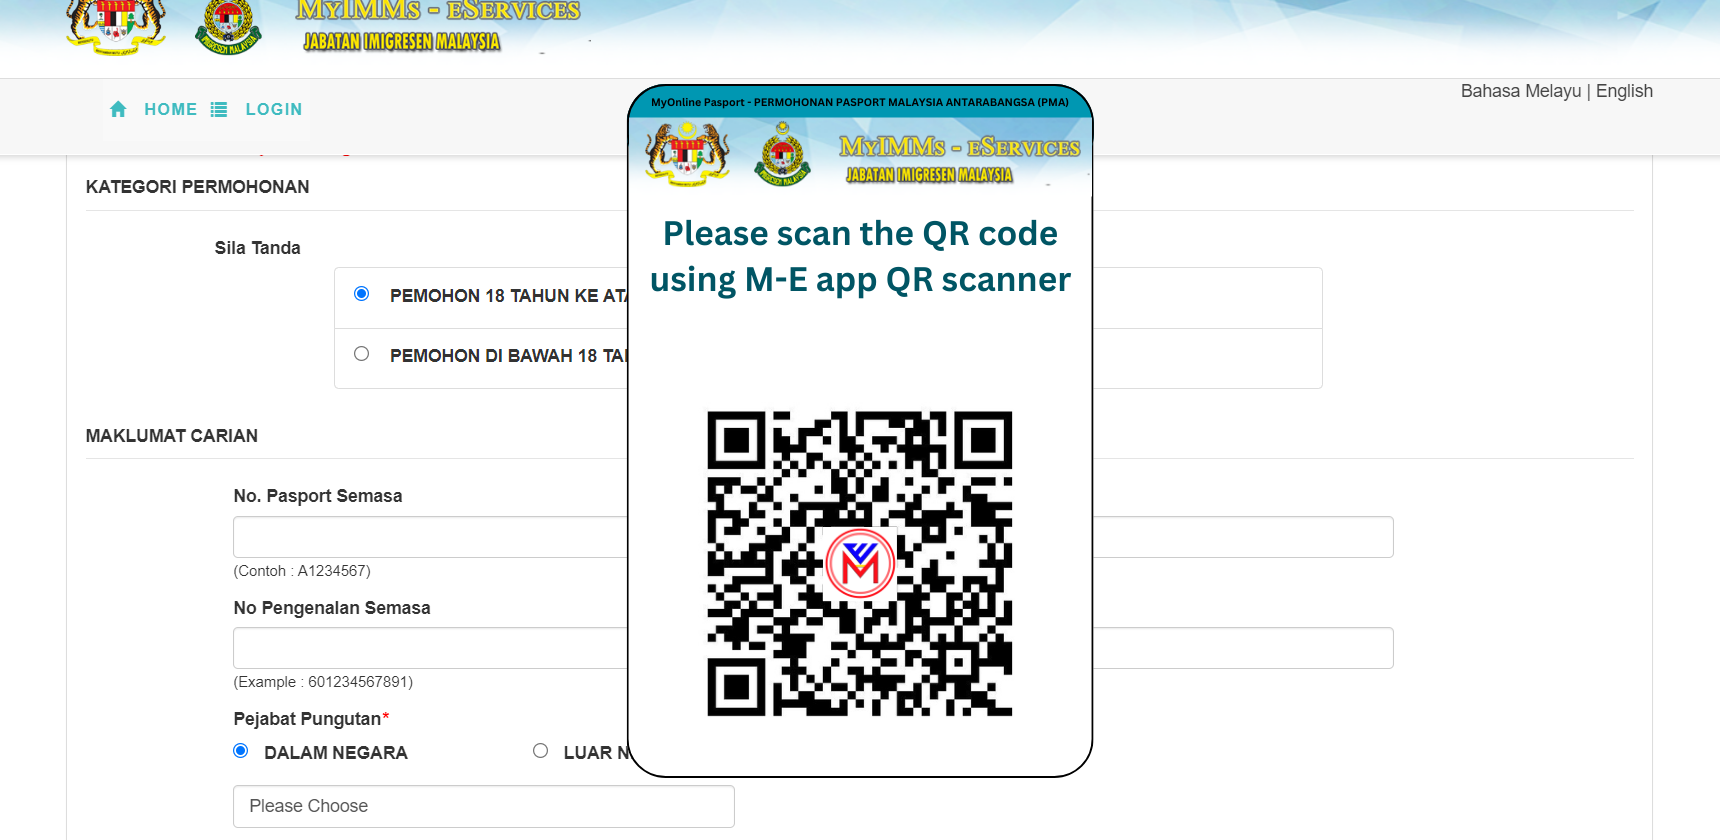 MyIMMs - eServices
JABATAN IMIGRESEN MALAYSIA
HOME LOGIN
Bahasa Melayu | English
KATEGORI PERMOHONAN
Sila Tanda
PEMOHON 18 TAHUN KE ATA
PEMOHON DI BAWAH 18 TA
MAKLUMAT CARIAN
No. Pasport Semasa
(Contoh : A1234567)
No Pengenalan Semasa
(Example : 601234567891)
Pejabat Pungutan*
DALAM NEGARA LUAR N
Please Choose
MyOnline Pasport - PERMOHONAN PASPORT MALAYSIA ANTARABANGSA (PMA)
MyIMMs - eServices
JABATAN IMIGRESEN MALAYSIA
Please scan the QR code
using M-E app QR scanner